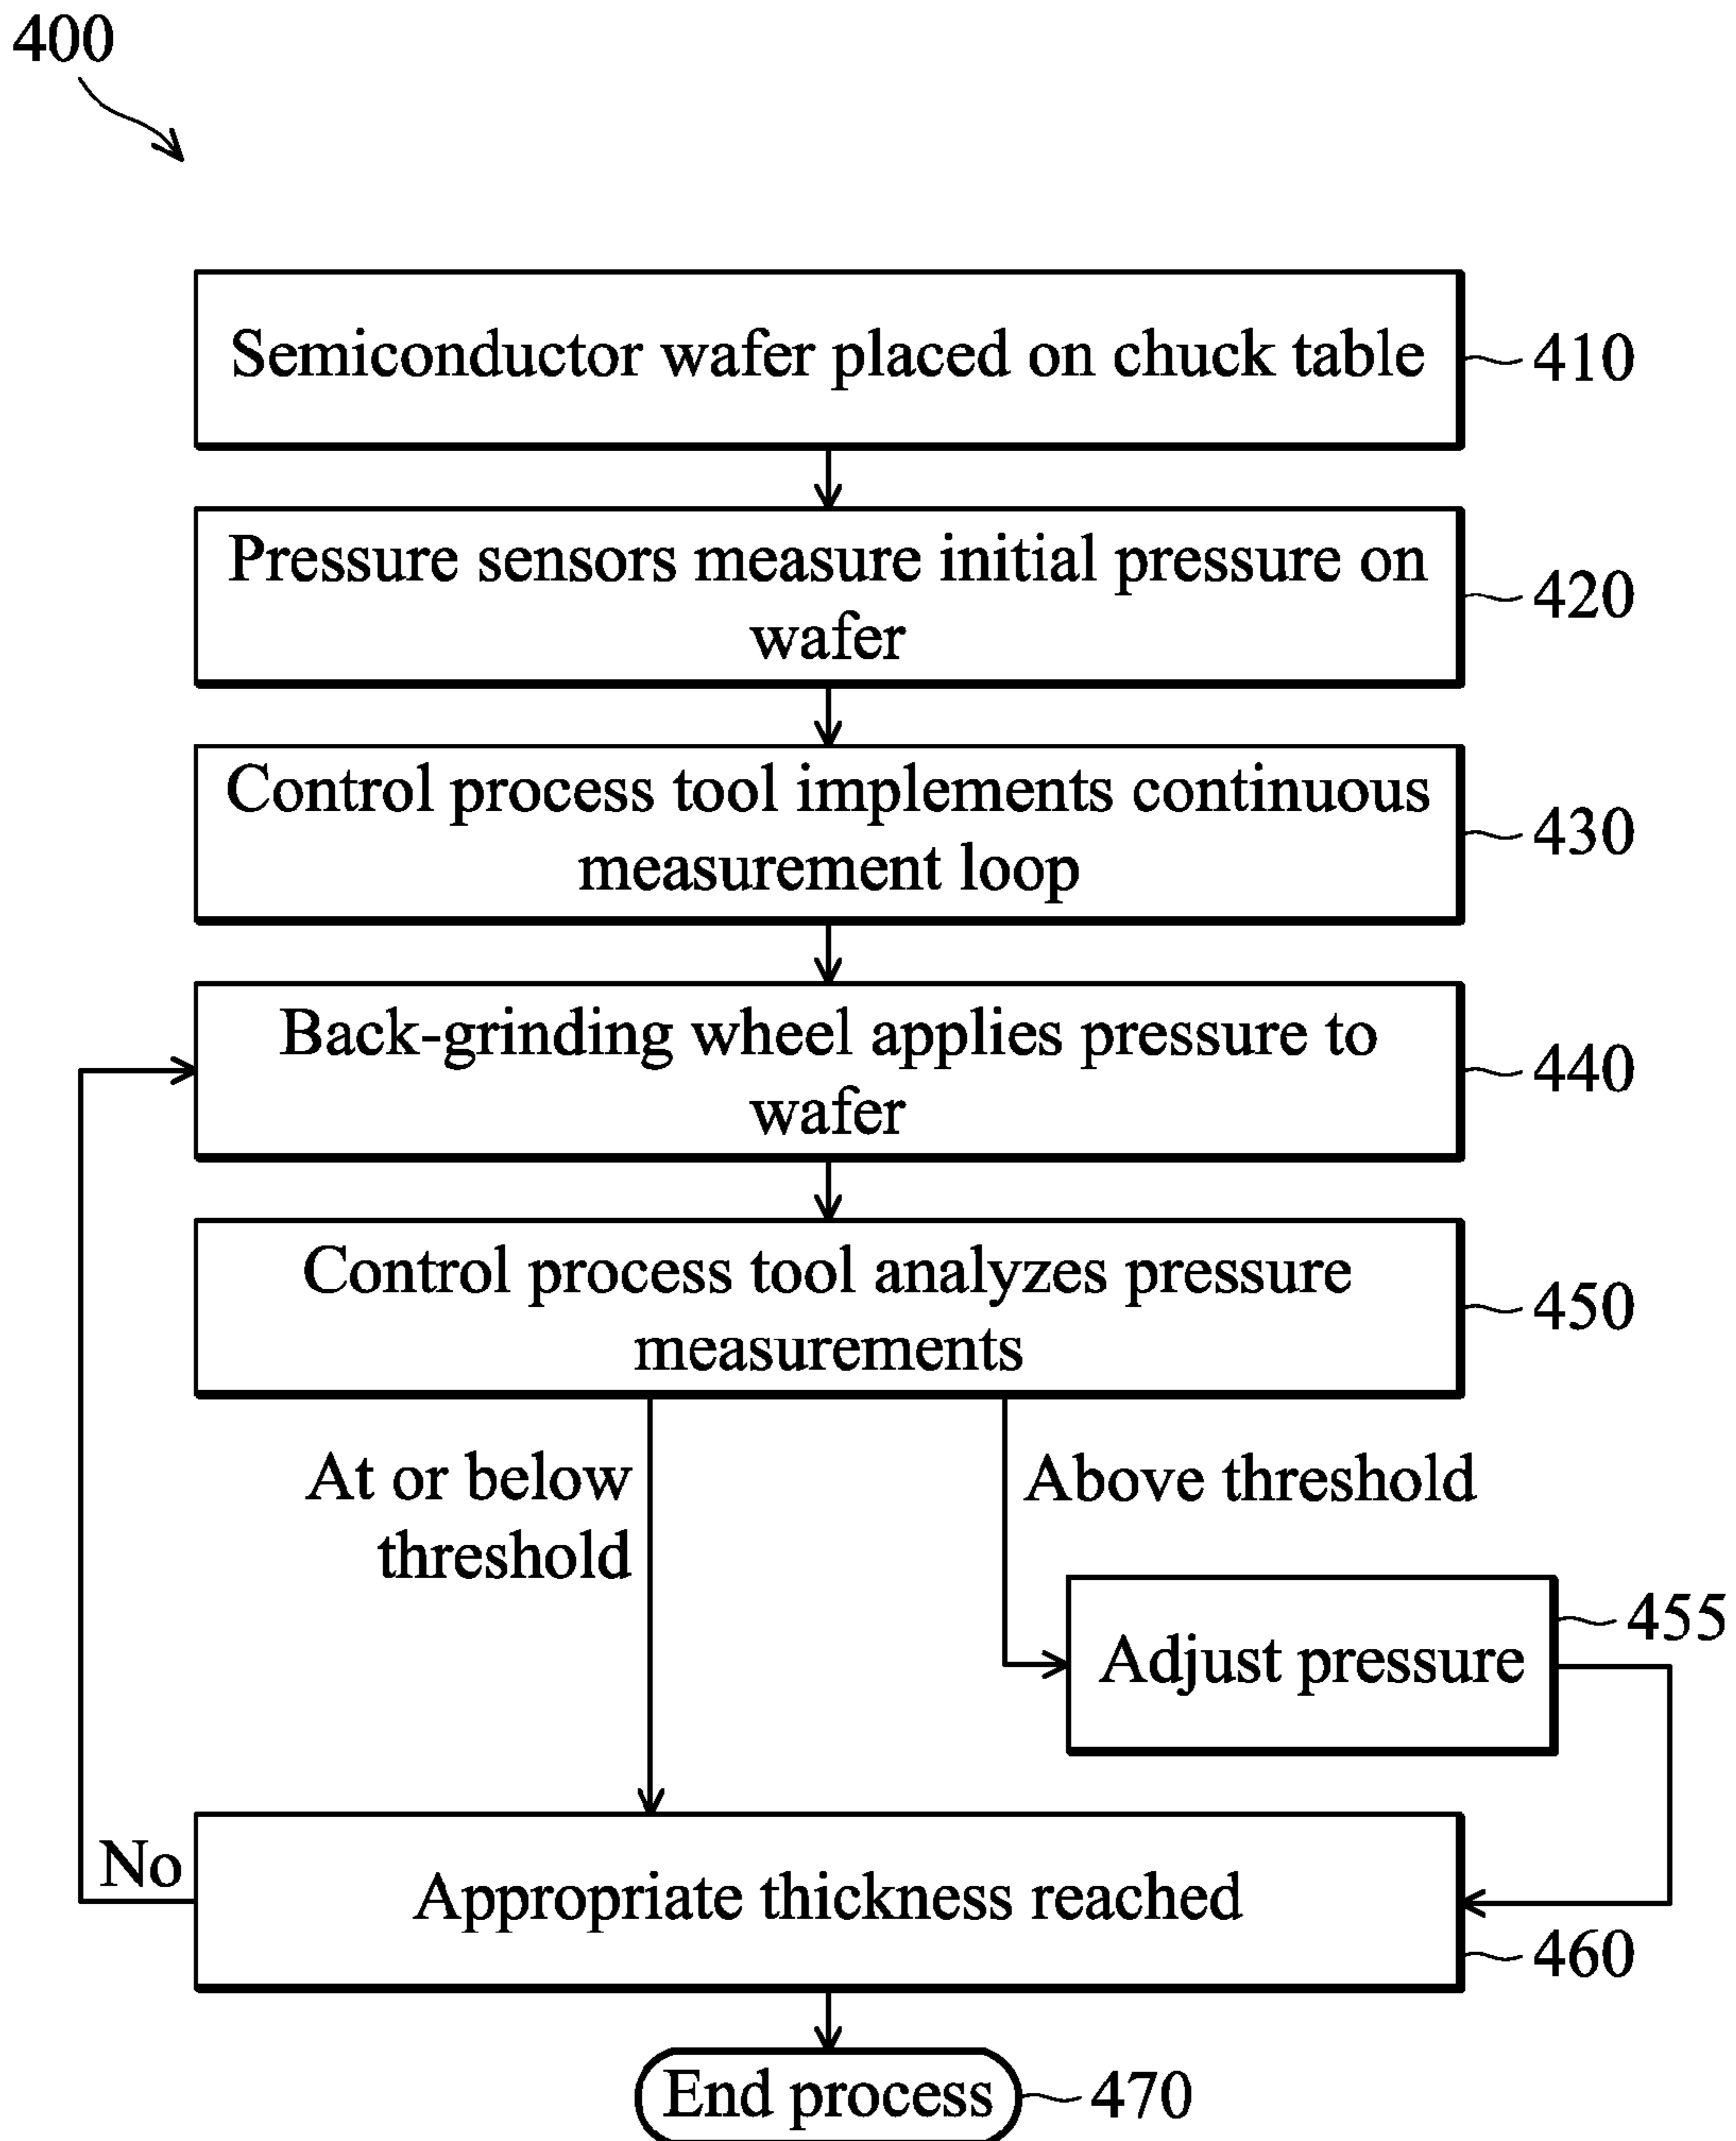 400
Semiconductor wafer placed on chuck table
410
Pressure sensors measure initial pressure on
wafer
420
Control process tool implements continuous
measurement loop
430
Back-grinding wheel applies pressure to
wafer
440
Control process tool analyzes pressure
measurements
450
At or below
threshold
Above threshold
Adjust pressure
455
No
Appropriate thickness reached
460
End process
470